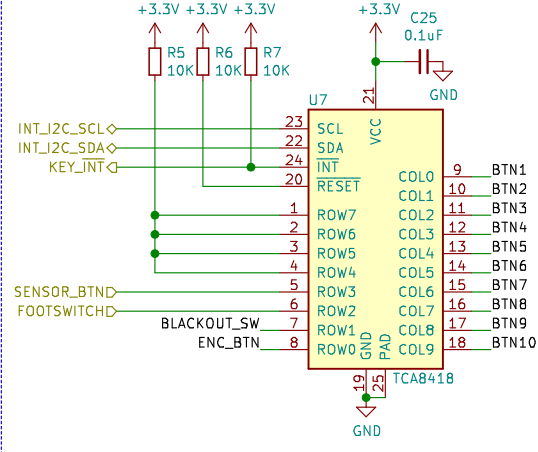 +3.3V +3.3V +3.3V +3.3V
C25
0.1uF
R5 R6 R7
10K 10K 10K
GND
U7
21
VCC
INT_I2C_SCL 23 SCL
INT_I2C_SDA 22 SDA
KEY_INT 24 INT
20 RESET
9 COL0 BTN1
10 COL1 BTN2
1 ROW7 COL2 11 BTN3
2 ROW6 COL3 12 BTN4
3 ROW5 COL4 13 BTN5
4 ROW4 COL5 14 BTN6
SENSOR_BTN 5 ROW3 COL6 15 BTN7
FOOTSWITCH 6 ROW2 COL7 16 BTN8
BLACKOUT_SW 7 ROW1 COL8 17 BTN9
ENC_BTN 8 ROW0 COL9 18 BTN10
GND PAD
19 25
TCA8418
GND